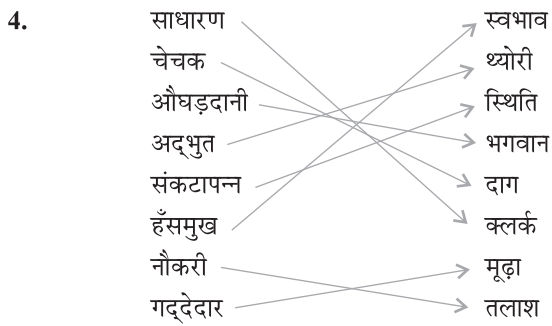 4. साधारण स्वभाव
चेचक थ्योरी
औघड़दानी स्थिति
अद्‌भुत भगवान
संकटापन्न दाग
हँसमुख क्लर्क
नौकरी मूढ़ा
गद्‌देदार तलाश